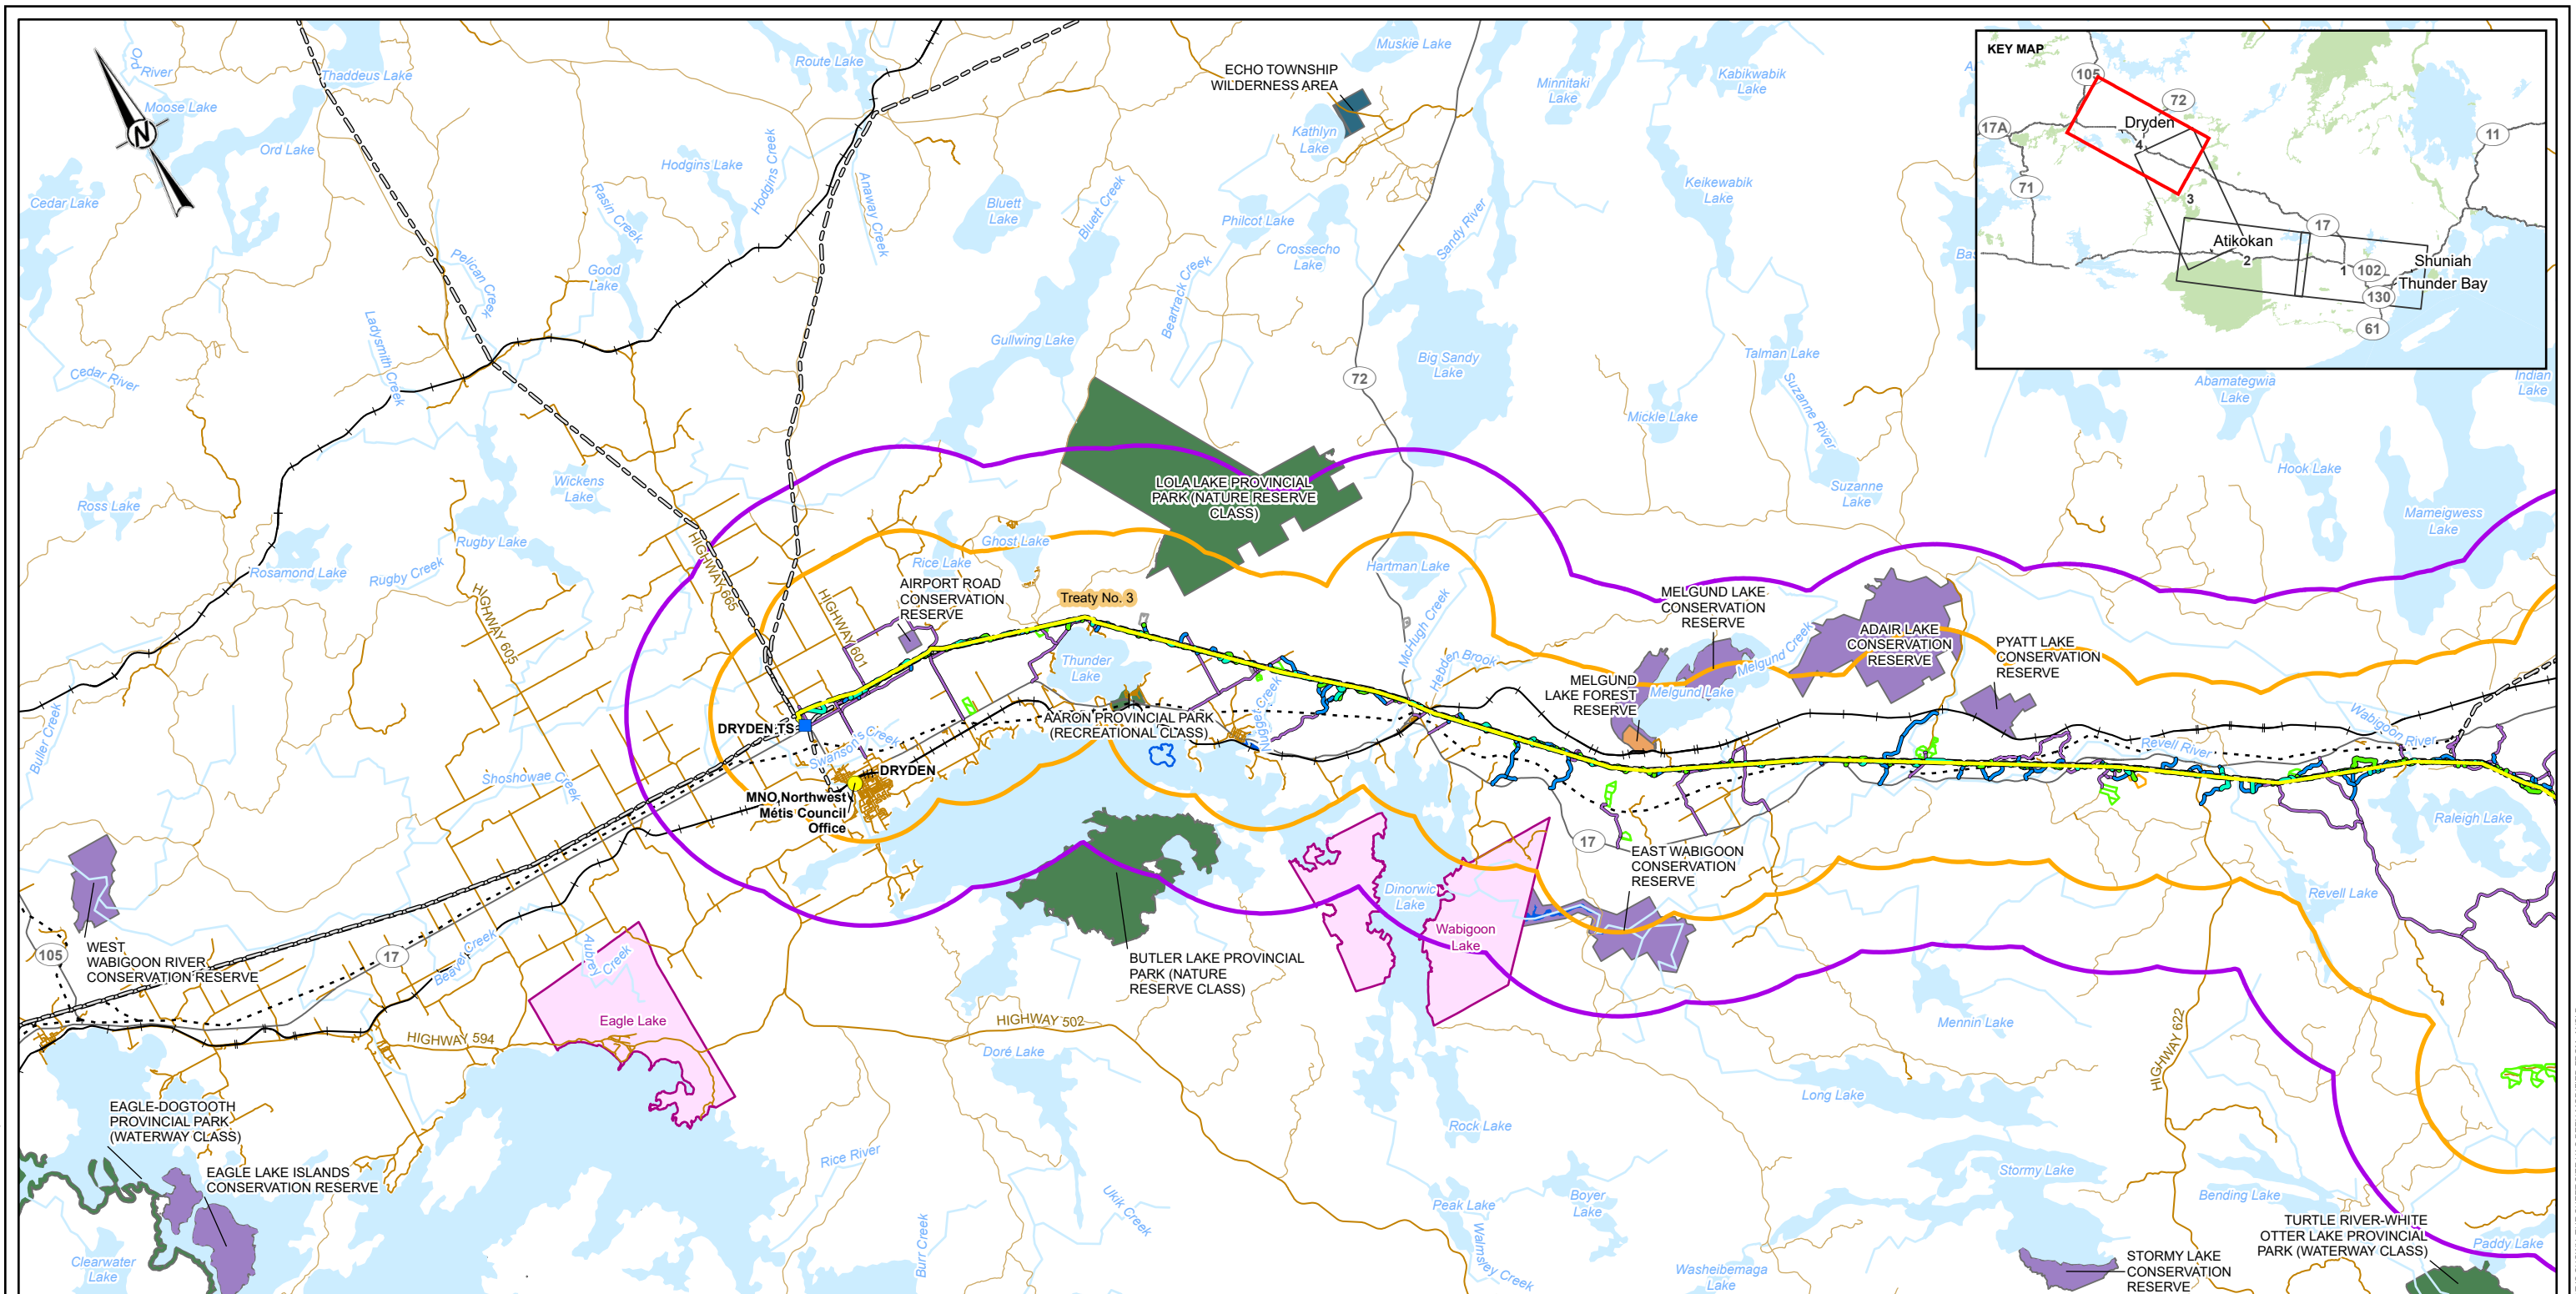 KEY MAP
105
72
17A
Dryden
4
11
71
3
17
Atikokan
2
1
102
Shuniah
Thunder Bay
130
61
N
Ord
River
Thaddeus Lake
Moose Lake
Ord Lake
Cedar Lake
Route Lake
Hodgins Lake
Hodgins Creek
Rasin Creek
Anaway Creek
Pelican Creek
Good
Lake
Ladysmith Creek
Cedar River
ECHO TOWNSHIP
WILDERNESS AREA
Muskie Lake
Kathlyn
Lake
Minnitaki
Lake
Kabikwabik
Lake
Bluett
Lake
Bluett Creek
Philcot Lake
Crossecho
Lake
Sandy River
Keikewabik
Lake
Beartrack Creek
Gullwing Lake
72
Big Sandy
Lake
Talman Lake
Suzanne River
Mickle Lake
Abamategwia
Lake
Indian
Lake
Ross Lake
Wickens
Lake
Rugby Lake
Rosamond Lake
Rugby Creek
HIGHWAY 605
HIGHWAY 665
HIGHWAY 601
LOLA LAKE PROVINCIAL
PARK (NATURE RESERVE
CLASS)
Suzanne
Lake
Hook Lake
Mameigwess
Lake
Rice Lake
Ghost Lake
AIRPORT ROAD
CONSERVATION
RESERVE
Treaty No. 3
Hartman Lake
McHugh Creek
Hebden Brook
MELGUND LAKE
CONSERVATION
RESERVE
Melgund Creek
ADAIR LAKE
CONSERVATION
RESERVE
PYATT LAKE
CONSERVATION
RESERVE
MELGUND
LAKE FOREST
RESERVE
Melgund Lake
Thunder
Lake
Nugget Creek
Buller Creek
DRYDEN TS
Swanson's Creek
AARON PROVINCIAL PARK
(RECREATIONAL CLASS)
DRYDEN
MNO Northwest
Métis Council
Office
Shoshowae Creek
Wabigoon River
Revell River
Raleigh Lake
17
EAST WABIGOON
CONSERVATION
RESERVE
Dinorwic
Lake
Wabigoon
Lake
Revell Lake
WEST
WABIGOON RIVER
CONSERVATION RESERVE
105
17
Beaver Creek
Aubrey Creek
BUTLER LAKE PROVINCIAL
PARK (NATURE
RESERVE CLASS)
Eagle Lake
HIGHWAY 594
HIGHWAY 502
Doré Lake
Mennin Lake
HIGHWAY 622
Long Lake
EAGLE-DOGTOOTH
PROVINCIAL PARK
(WATERWAY CLASS)
EAGLE LAKE ISLANDS
CONSERVATION RESERVE
Rice River
Rock Lake
Stormy Lake
Bending Lake
Ukik Creek
Peak Lake
Boyer
Lake
Burr Creek
Walmsley Creek
Washeibemaga
Lake
Clearwater
Lake
STORMY LAKE
CONSERVATION
RESERVE
TURTLE RIVER-WHITE
OTTER LAKE PROVINCIAL
PARK (WATERWAY CLASS)
Paddy Lake